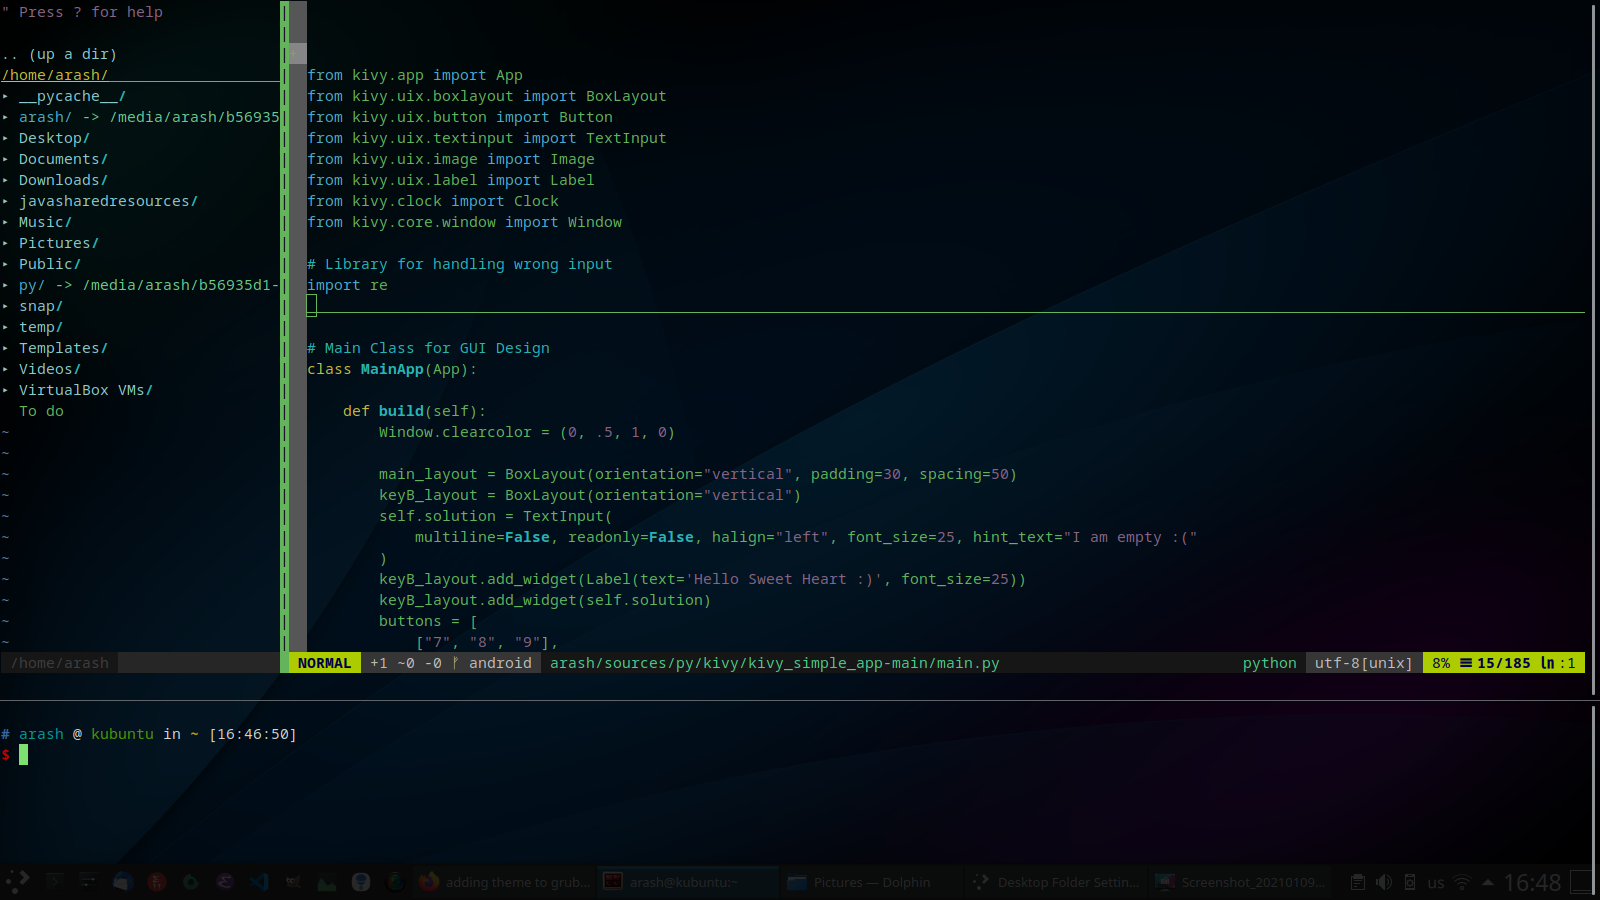 " Press ? for help
.. (up a dir)
/home/arash/
▸ __pycache__/
▸ arash/ -> /media/arash/b56935
▸ Desktop/
▸ Documents/
▸ Downloads/
▸ javasharedresources/
▸ Music/
▸ Pictures/
▸ Public/
▸ py/ -> /media/arash/b56935d1-
▸ snap/
▸ temp/
▸ Templates/
▸ Videos/
▸ VirtualBox VMs/
To do
~
~
~
~
~
~
~
~
~
~
~
/home/arash
from kivy.app import App
from kivy.uix.boxlayout import BoxLayout
from kivy.uix.button import Button
from kivy.uix.textinput import TextInput
from kivy.uix.image import Image
from kivy.uix.label import Label
from kivy.clock import Clock
from kivy.core.window import Window
# Library for handling wrong input
import re
# Main Class for GUI Design
class MainApp(App):
def build(self):
Window.clearcolor = (0, .5, 1, 0)
main_layout = BoxLayout(orientation="vertical", padding=30, spacing=50)
keyB_layout = BoxLayout(orientation="vertical")
self.solution = TextInput(
multiline=False, readonly=False, halign="left", font_size=25, hint_text="I am empty :("
)
keyB_layout.add_widget(Label(text='Hello Sweet Heart :)', font_size=25))
keyB_layout.add_widget(self.solution)
buttons = [
["7", "8", "9"],
NORMAL +1 ~0 -0 ᚠ android arash/sources/py/kivy/kivy_simple_app-main/main.py python utf-8[unix] 8% ☰ 15/185 ㏑ :1
# arash @ kubuntu in ~ [16:46:50]
$
adding theme to grub... arash@kubuntu:~ Pictures — Dolphin Desktop Folder Settin... Screenshot_20210109... us 16:48